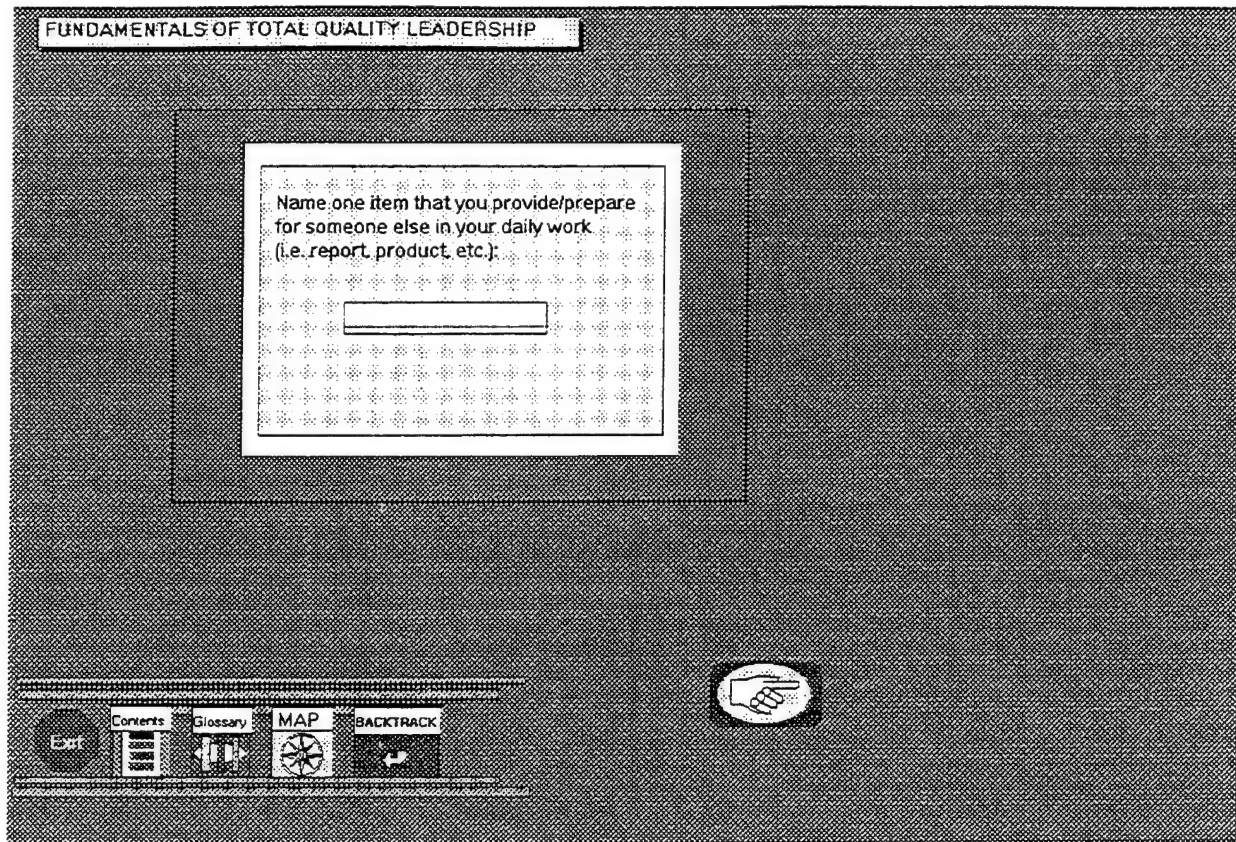 FUNDAMENTALS OF TOTAL QUALITY LEADERSHIP
Name one item that you provide/prepare
for someone else in your daily work
(i.e. report, product, etc.):
Exit
Contents
Glossary
MAP
BACKTRACK